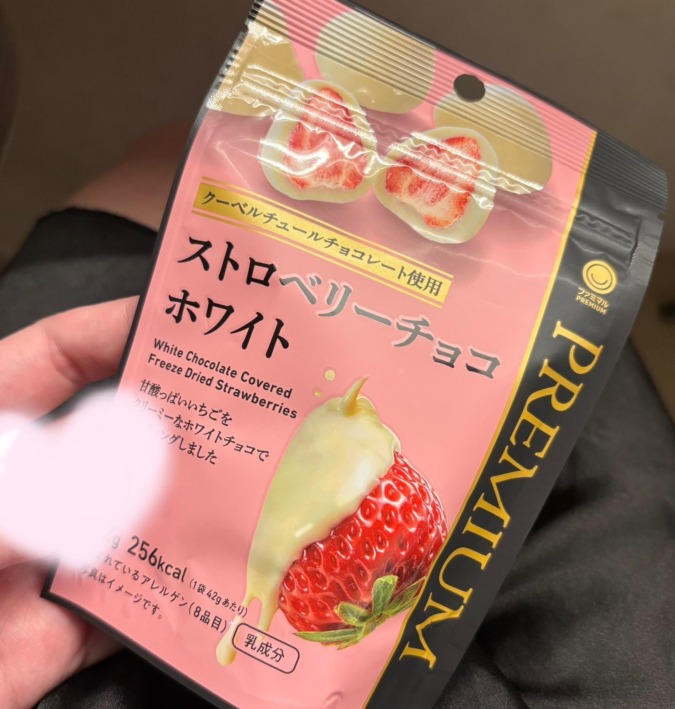 クーベルチュールチョコレート使用
ストロベリーチョコ
ホワイト
White Chocolate Covered
Freeze Dried Strawberries
甘酸っぱいいちごを
クリーミーなホワイトチョコで
ングしました
256kcal (1袋42gあたり)
れているアレルゲン(8品目)
はイメージです。
乳成分
ファミマル
PREMIUM
PREMIUM